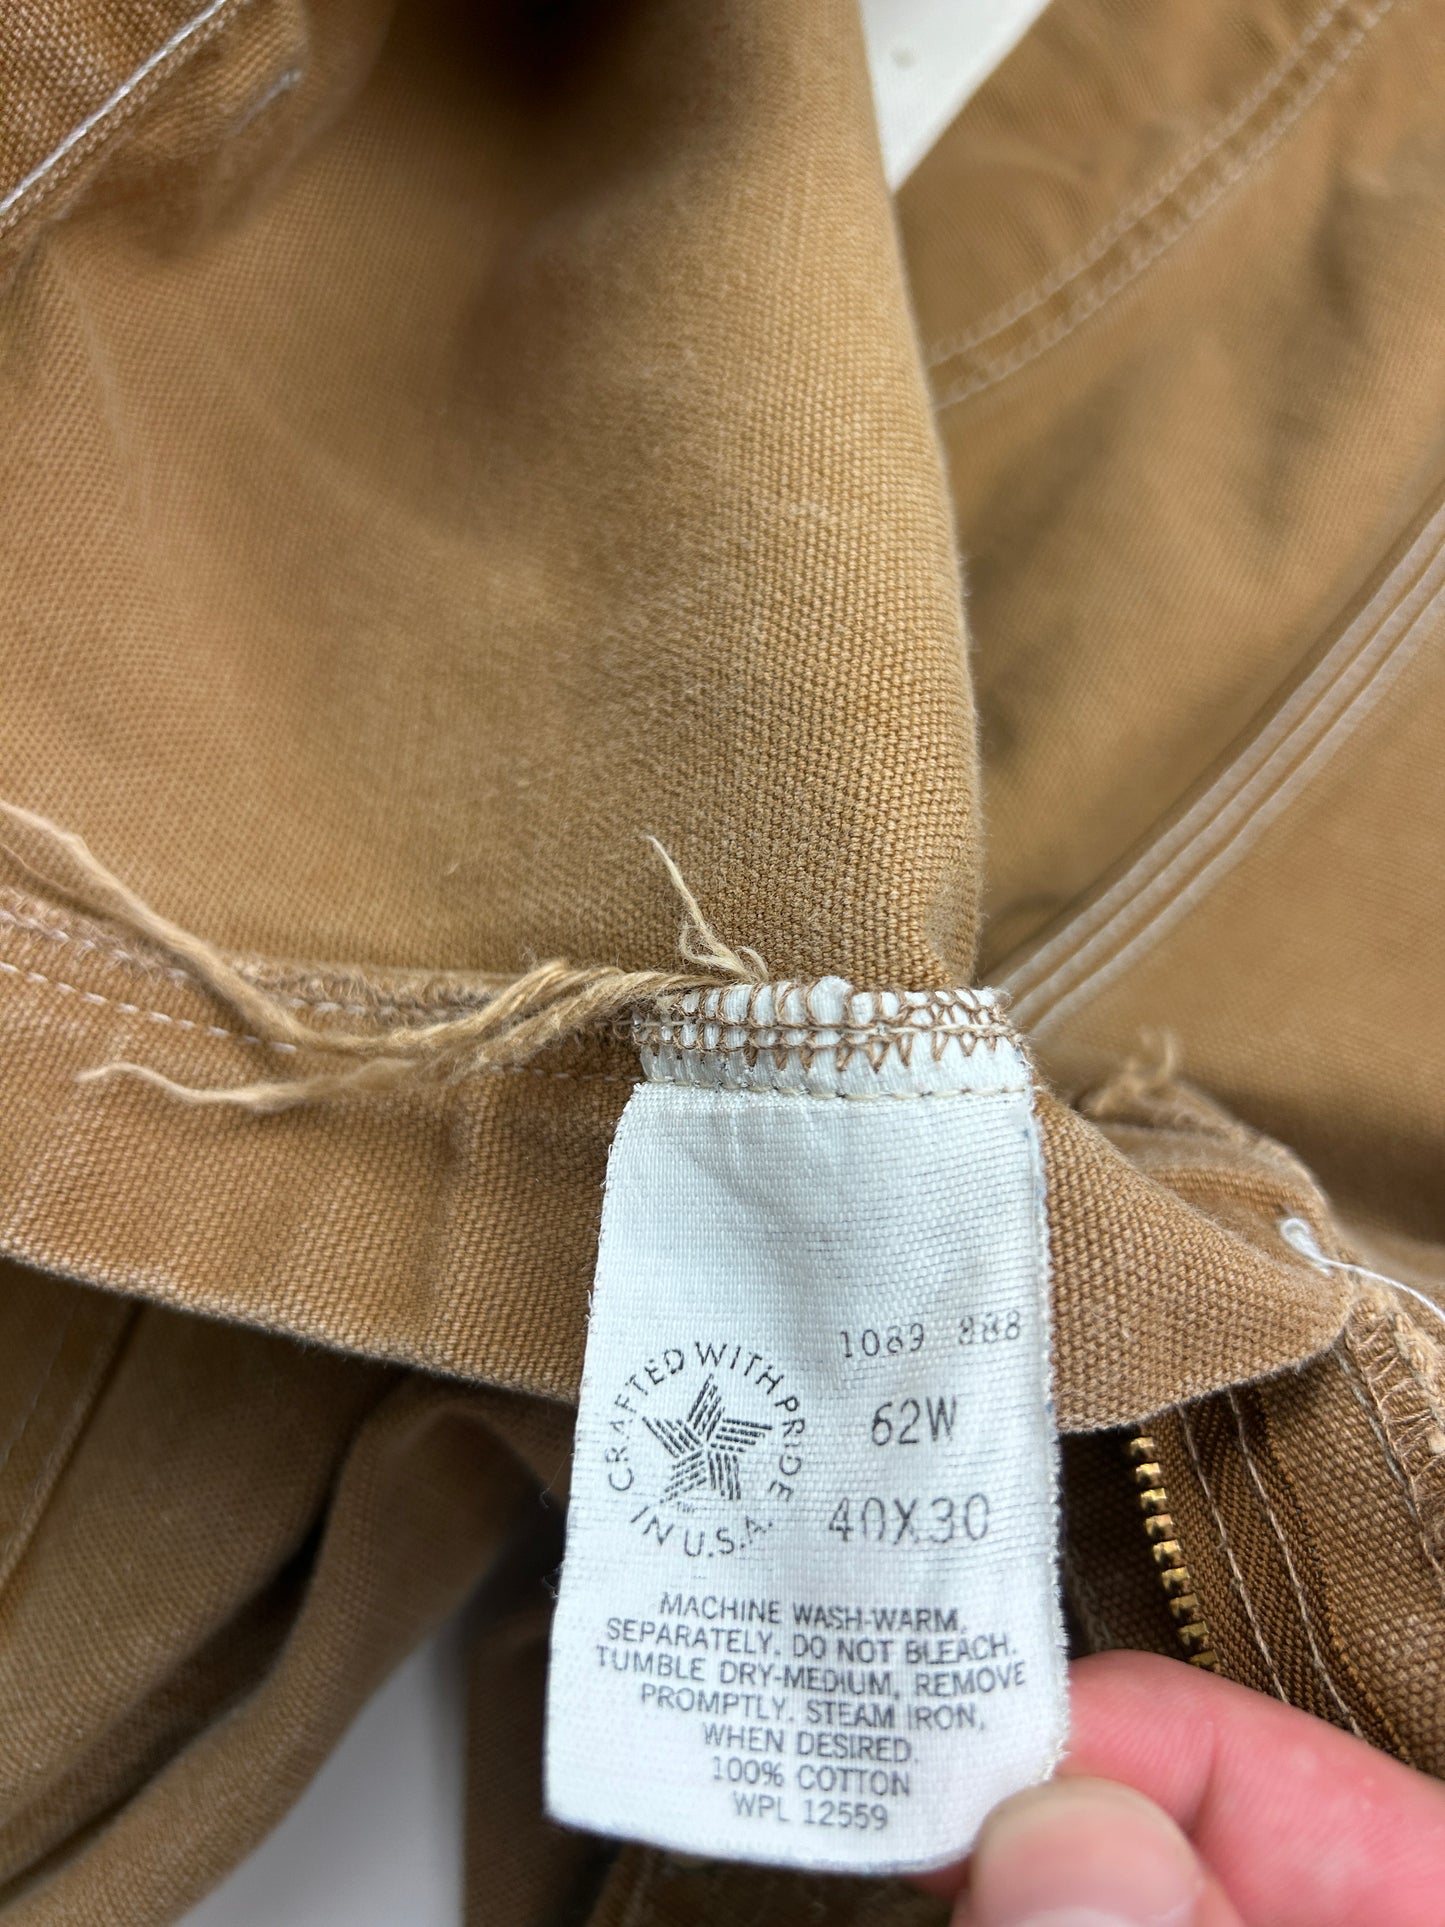 1089 888
CRAFTED WITH PRIDE
IN U.S.A.
TM
62W
40X30
MACHINE WASH-WARM,
SEPARATELY. DO NOT BLEACH.
TUMBLE DRY-MEDIUM, REMOVE
PROMPTLY. STEAM IRON,
WHEN DESIRED.
100% COTTON
WPL 12559